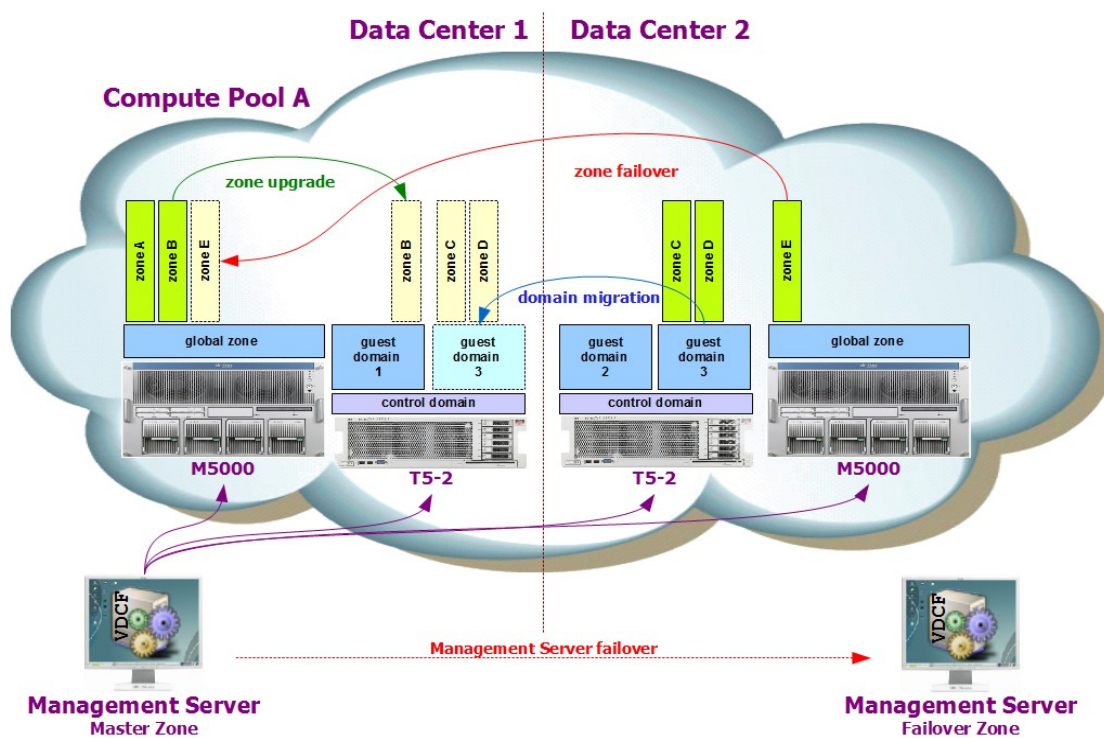 Data Center 1
Data Center 2
Compute Pool A
zone upgrade
zone failover
zone A
zone B
zone E
zone B
zone C
zone D
zone C
zone D
zone E
domain migration
global zone
guest
domain
1
guest
domain
3
guest
domain
2
guest
domain
3
global zone
control domain
control domain
M5000
T5-2
T5-2
M5000
VDCF
VDCF
Management Server failover
Management Server
Master Zone
Management Server
Failover Zone